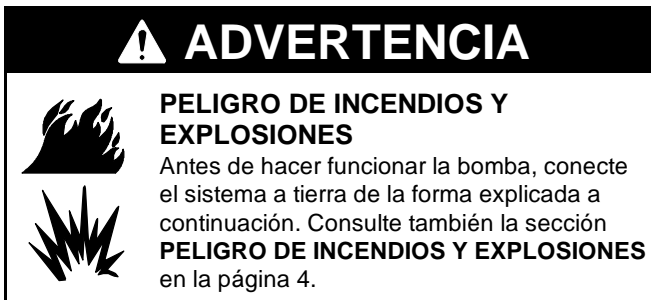 ADVERTENCIA
PELIGRO DE INCENDIOS Y
EXPLOSIONES
Antes de hacer funcionar la bomba, conecte
el sistema a tierra de la forma explicada a
continuación. Consulte también la sección
PELIGRO DE INCENDIOS Y EXPLOSIONES
en la página 4.